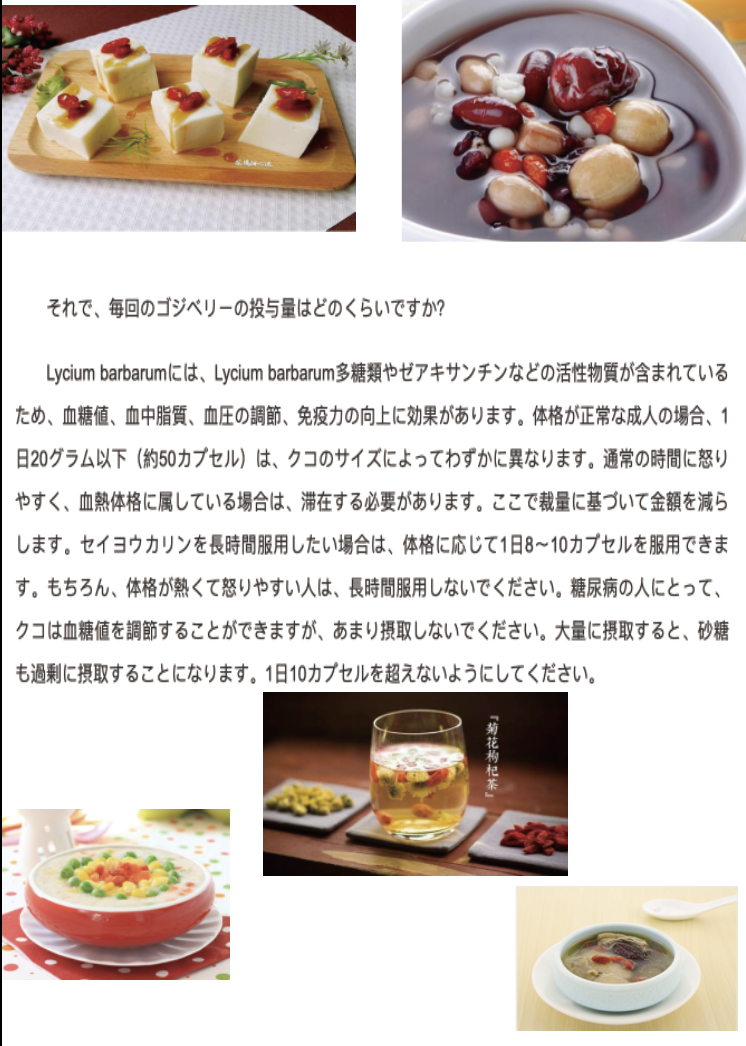 それで、毎回のゴジベリーの投与量はどのくらいですか?
Lycium barbarumには、Lycium barbarum多糖類やゼアキサンチンなどの活性物質が含まれている
ため、血糖値、血中脂質、血圧の調節、免疫力の向上に効果があります。体格が正常な成人の場合、1
日20グラム以下（約50カプセル）は、クコのサイズによってわずかに異なります。通常の時間に怒り
やすく、血熱体格に属している場合は、滞在する必要があります。ここで裁量に基づいて金額を減ら
します。セイヨウカリンを長時間服用したい場合は、体格に応じて1日8〜10カプセルを服用できま
す。もちろん、体格が熱くて怒りやすい人は、長時間服用しないでください。糖尿病の人にとって、
クコは血糖値を調節することができますが、あまり摂取しないでください。大量に摂取すると、砂糖
も過剰に摂取することになります。1日10カプセルを超えないようにしてください。
『菊花枸杞茶』